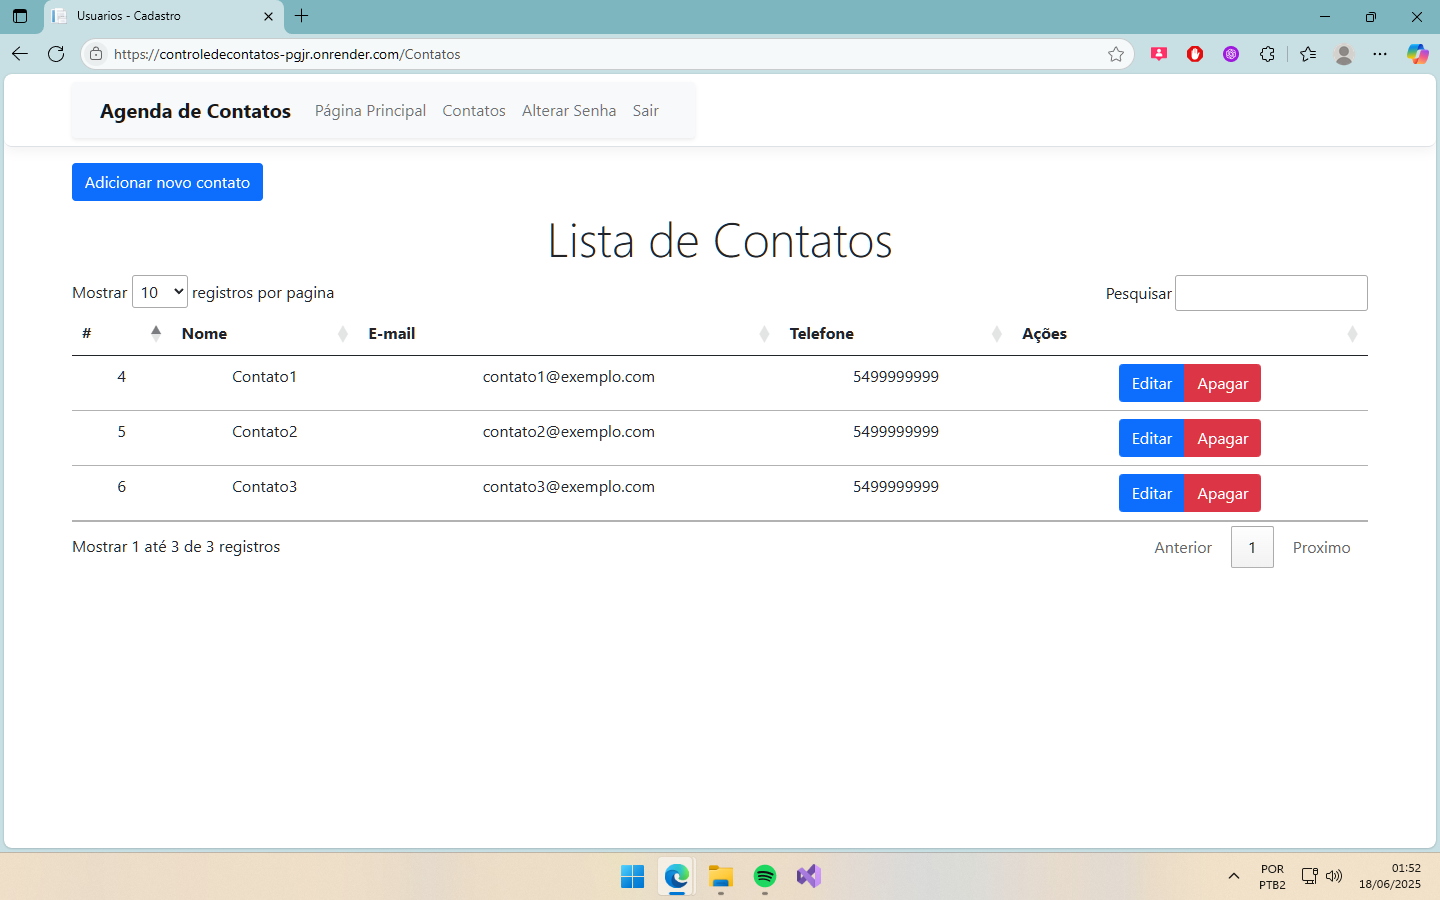 Usuarios - Cadastro
https://controledecontatos-pgjr.onrender.com/Contatos
Agenda de Contatos Página Principal Contatos Alterar Senha Sair
Adicionar novo contato
Lista de Contatos
Mostrar 10 registros por pagina Pesquisar
# Nome E-mail Telefone Ações
4 Contato1 contato1@exemplo.com 5499999999 Editar Apagar
5 Contato2 contato2@exemplo.com 5499999999 Editar Apagar
6 Contato3 contato3@exemplo.com 5499999999 Editar Apagar
Mostrar 1 até 3 de 3 registros Anterior 1 Proximo
POR 01:52
PTB2 18/06/2025